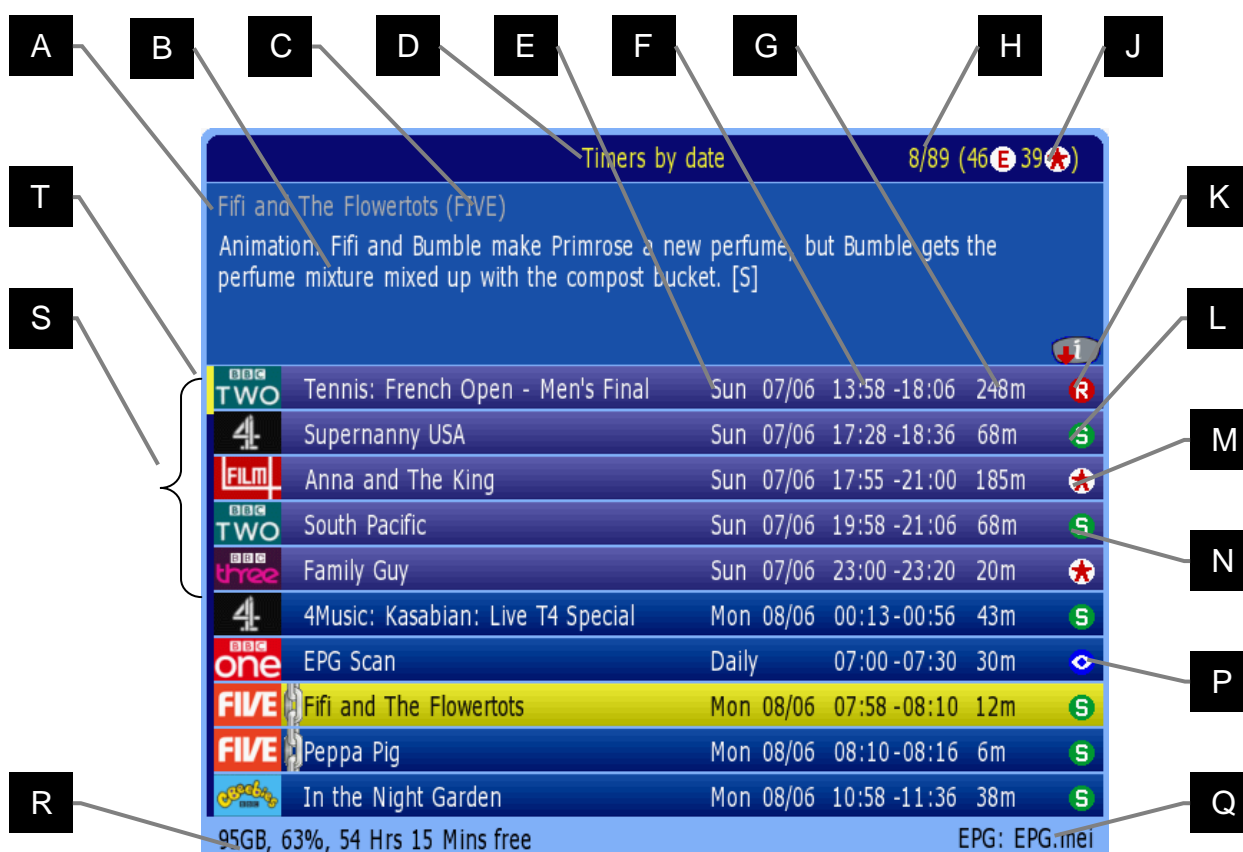 A B C D E F G H J
Timers by date 8/89 (46 E 39 )
T
Fifi and The Flowertots (FIVE)
K
Animation. Fifi and Bumble make Primrose a new perfume, but Bumble gets the
perfume mixture mixed up with the compost bucket. [S]
S
L
i
BBC TWO Tennis: French Open - Men's Final Sun 07/06 13:58 -18:06 248m R
4 Supernanny USA Sun 07/06 17:28 -18:36 68m S
M
FILM4 Anna and The King Sun 07/06 17:55 -21:00 185m
BBC TWO South Pacific Sun 07/06 19:58 -21:06 68m S
N
BBC three Family Guy Sun 07/06 23:00 -23:20 20m
4 4Music: Kasabian: Live T4 Special Mon 08/06 00:13 -00:56 43m S
BBC one EPG Scan Daily 07:00 -07:30 30m
P
FIVE Fifi and The Flowertots Mon 08/06 07:58 -08:10 12m S
FIVE Peppa Pig Mon 08/06 08:10 -08:16 6m S
CBeebies BBC In the Night Garden Mon 08/06 10:58 -11:36 38m S
R
Q
95GB, 63%, 54 Hrs 15 Mins free EPG: EPG.mei